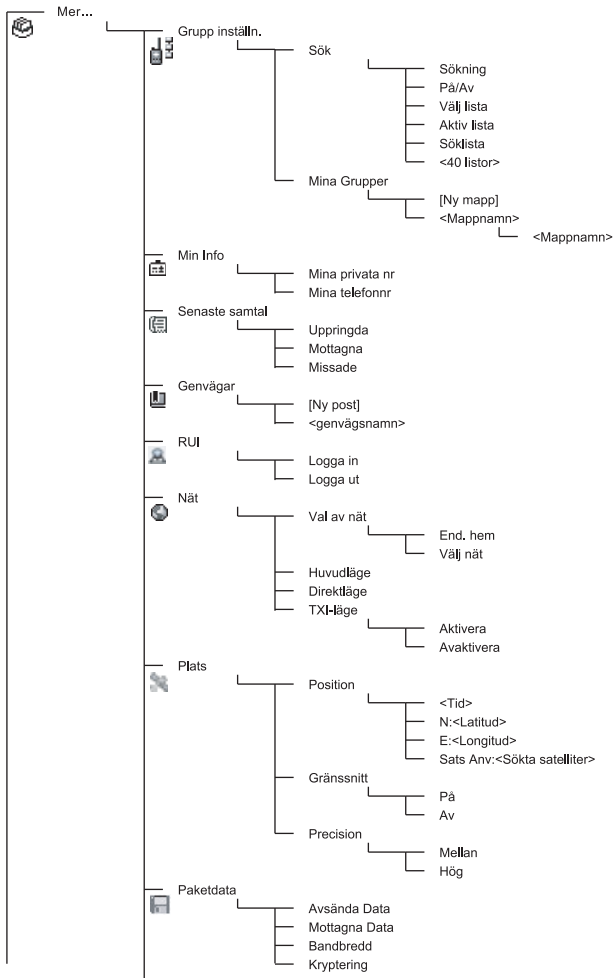 Mer...
Grupp inställn.
Sök
Sökning
På/Av
Välj lista
Aktiv lista
Söklista
<40 listor>
Mina Grupper
[Ny mapp]
<Mappnamn>
<Mappnamn>
Min Info
Mina privata nr
Mina telefonnr
Senaste samtal
Uppringda
Mottagna
Missade
Genvägar
[Ny post]
<genvägsnamn>
RUI
Logga in
Logga ut
Nät
Val av nät
End. hem
Välj nät
Huvudläge
Direktläge
TXI-läge
Aktivera
Avaktivera
Plats
Position
<Tid>
N:<Latitud>
E:<Longitud>
Sats Anv:<Sökta satelliter>
Gränssnitt
På
Av
Precision
Mellan
Hög
Paketdata
Avsända Data
Mottagna Data
Bandbredd
Kryptering